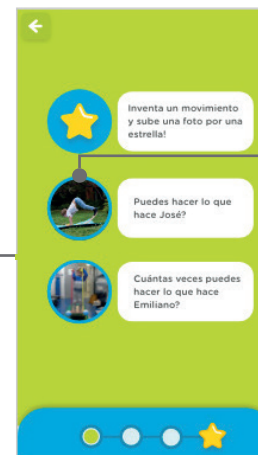 Inventa un movimiento
y sube una foto por una
estrella!
Puedes hacer lo que
hace José?
Cuántas veces puedes
hacer lo que hace
Emiliano?